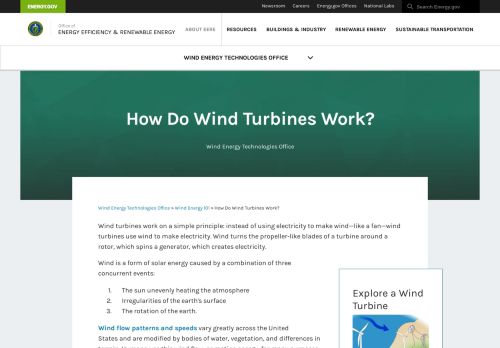 ENERGY.GOV
Newsroom Careers Energy.gov Offices National Labs Search Energy.gov
Office of
ENERGY EFFICIENCY & RENEWABLE ENERGY
ABOUT EERE RESOURCES BUILDINGS & INDUSTRY RENEWABLE ENERGY SUSTAINABLE TRANSPORTATION
WIND ENERGY TECHNOLOGIES OFFICE
How Do Wind Turbines Work?
Wind Energy Technologies Office
Wind Energy Technologies Office » Wind Energy 101 » How Do Wind Turbines Work?
Wind turbines work on a simple principle: instead of using electricity to make wind—like a fan—wind
turbines use wind to make electricity. Wind turns the propeller-like blades of a turbine around a
rotor, which spins a generator, which creates electricity.
Wind is a form of solar energy caused by a combination of three
concurrent events:
1. The sun unevenly heating the atmosphere
2. Irregularities of the earth's surface
3. The rotation of the earth.
Wind flow patterns and speeds vary greatly across the United
States and are modified by bodies of water, vegetation, and differences in
Explore a Wind
Turbine